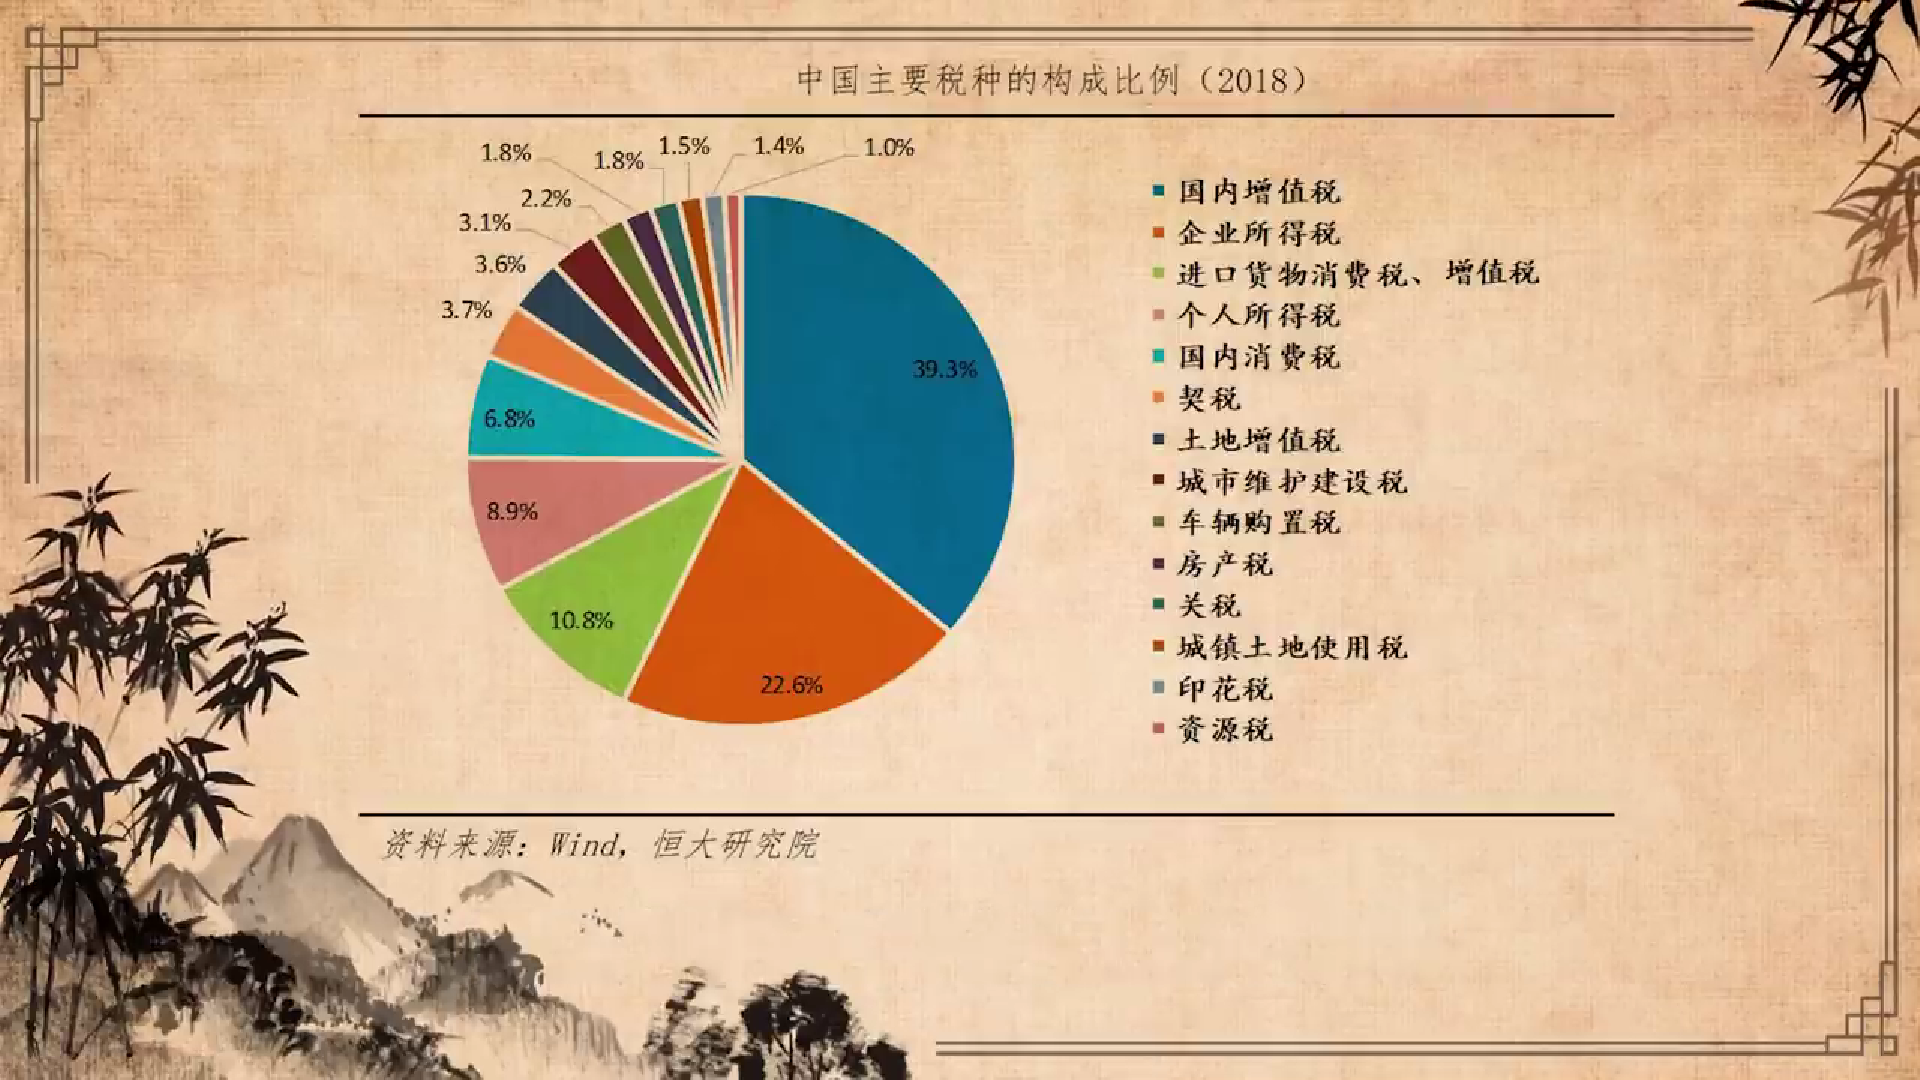 中国主要税种的构成比例（2018）
1.8%
1.8%
1.5%
1.4%
1.0%
2.2%
3.1%
3.6%
3.7%
39.3%
6.8%
8.9%
10.8%
22.6%
国内增值税
企业所得税
进口货物消费税、增值税
个人所得税
国内消费税
契税
土地增值税
城市维护建设税
车辆购置税
房产税
关税
城镇土地使用税
印花税
资源税
资料来源：Wind，恒大研究院